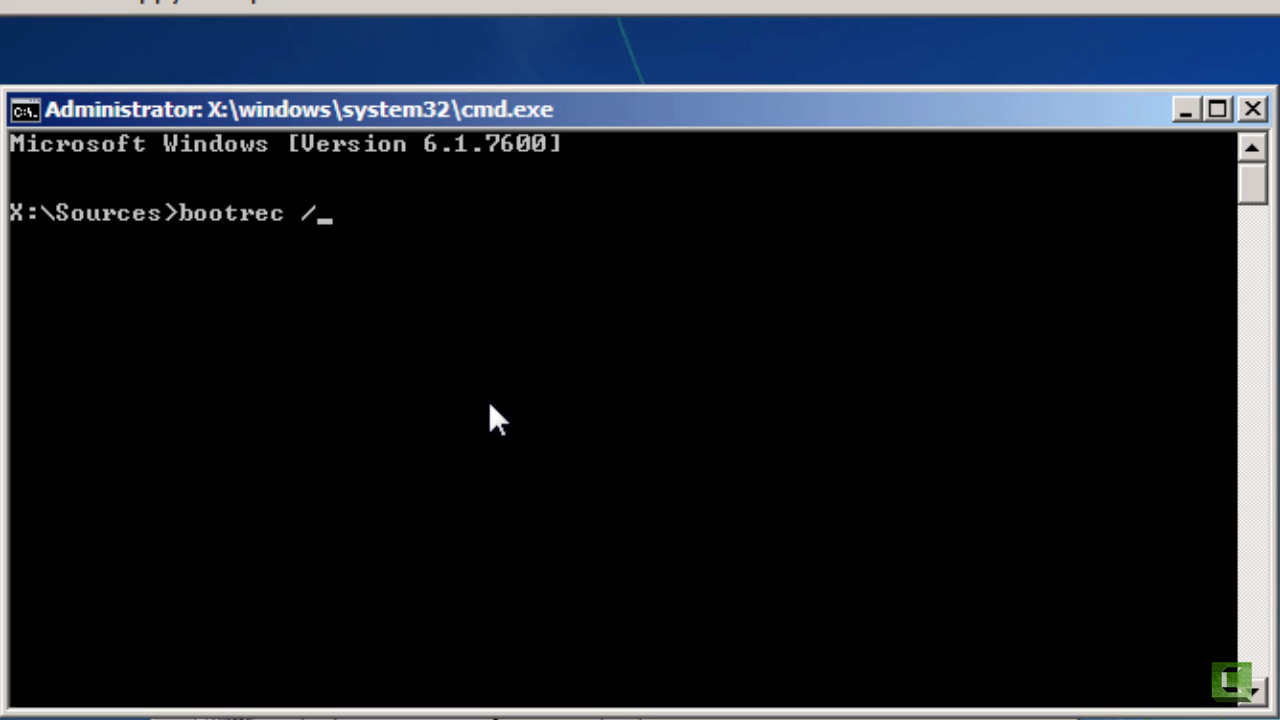 Administrator: X:\windows\system32\cmd.exe
Microsoft Windows [Version 6.1.7600]
X:\Sources>bootrec /_